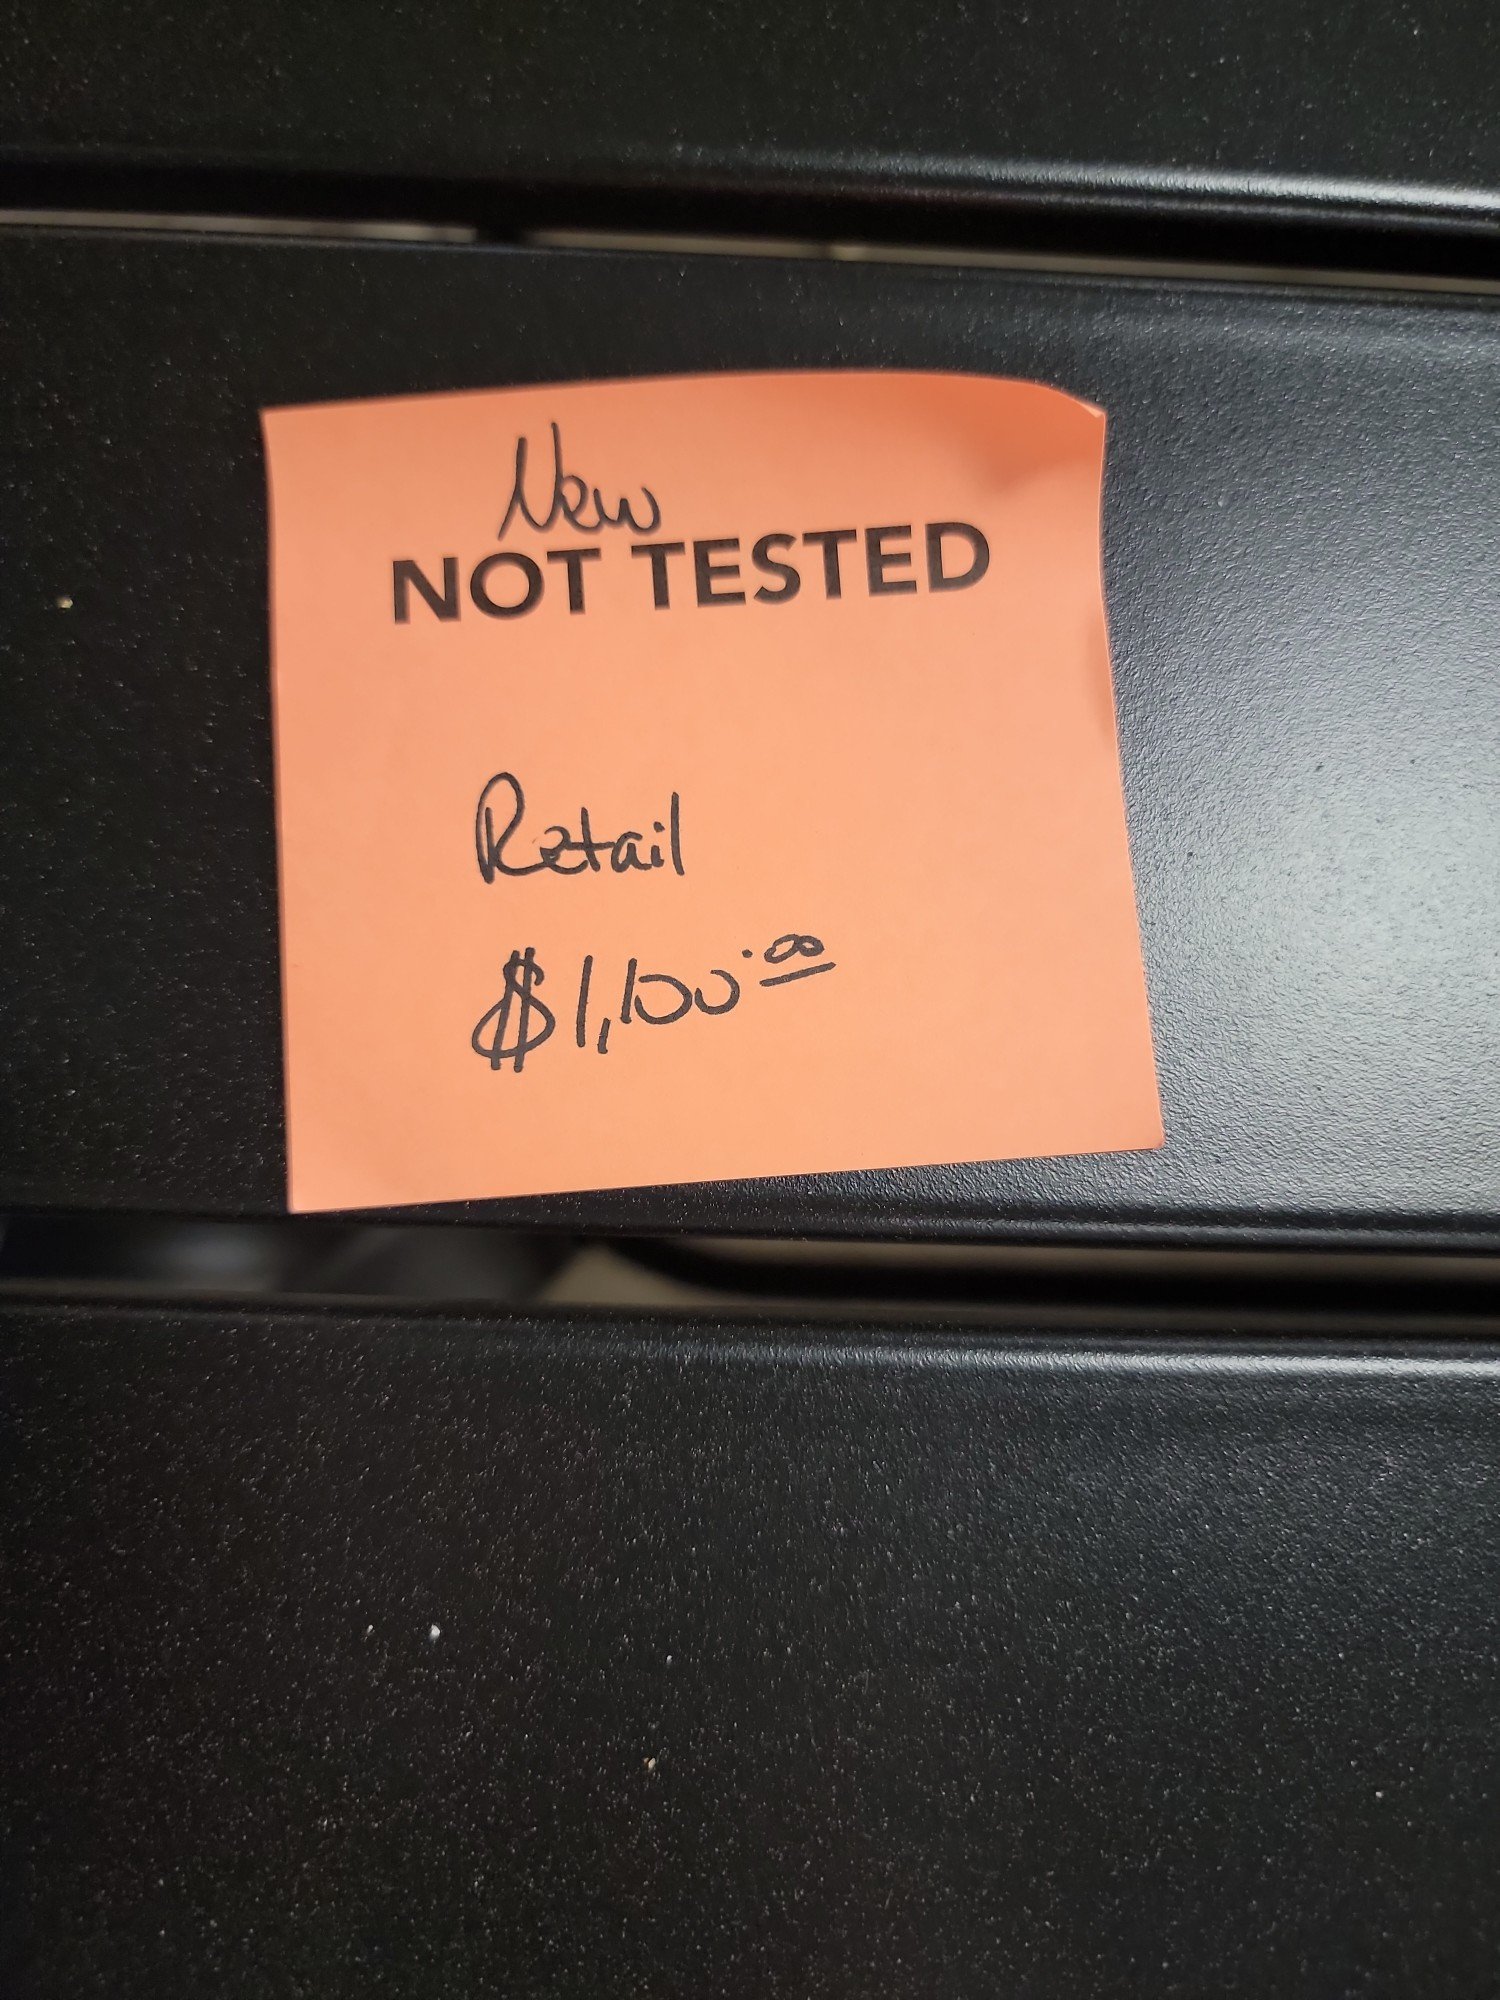 New
NOT TESTED
Retail
$1,100.00